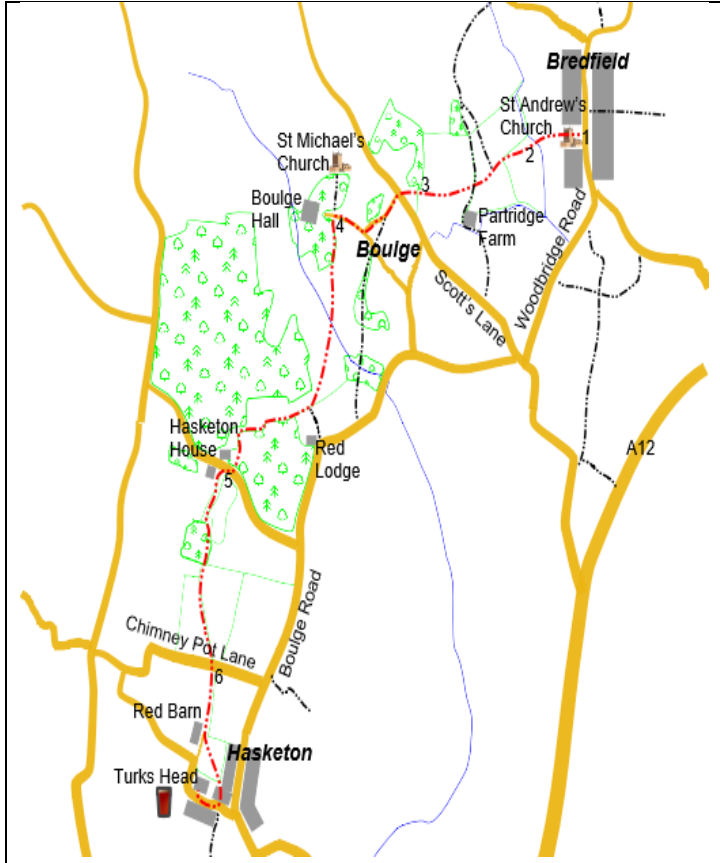 Bredfield
St Andrew's
Church
1
2
St Michael's
Church
3
Boulge
Hall
4
Partridge
Farm
Boulge
Woodbridge Road
Scott's Lane
Hasketon
House
Red
Lodge
A12
5
Boulge Road
Chimney Pot Lane
6
Red Barn
Hasketon
Turks Head